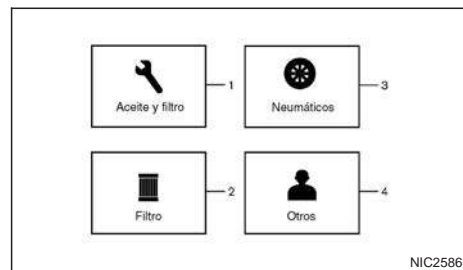 Aceite y filtro
1
Neumáticos
3
Filtro
2
Otros
4
NIC2586